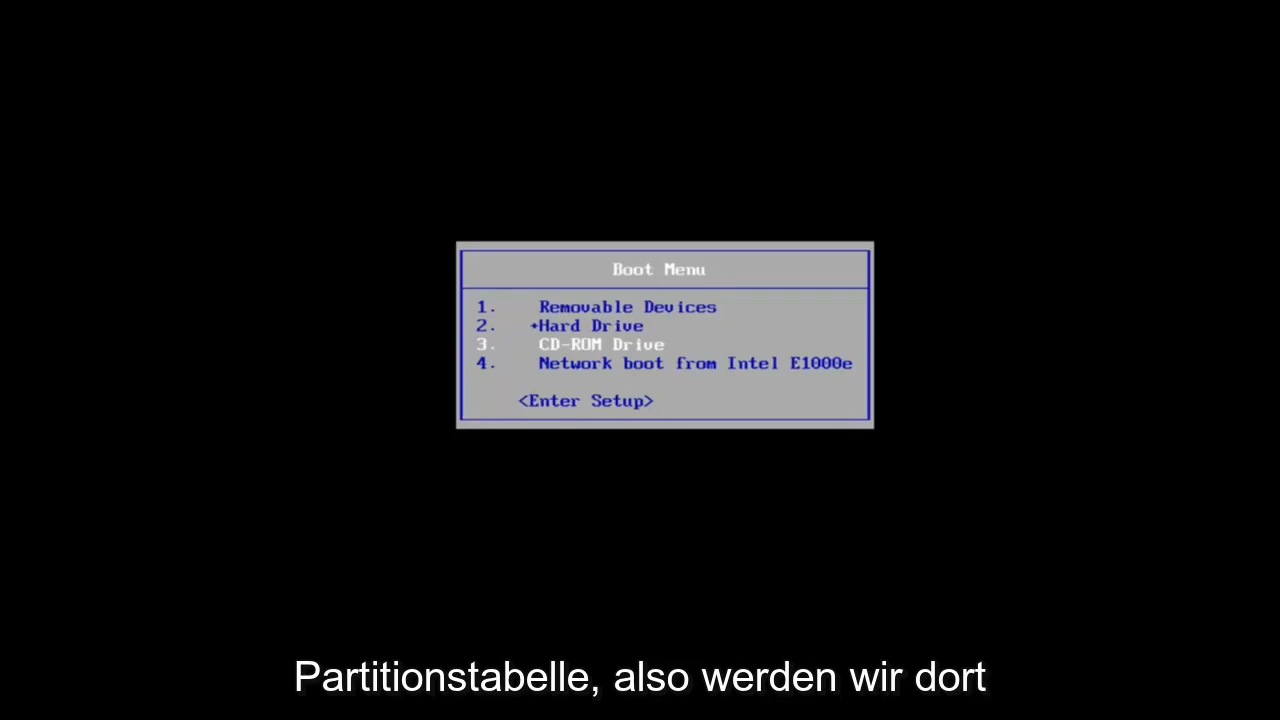 Boot Menu
1. Removable Devices
2. +Hard Drive
3. CD-ROM Drive
4. Network boot from Intel E1000e
<Enter Setup>
Partitionstabelle, also werden wir dort